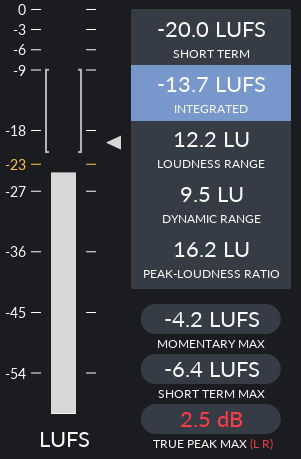 0
-3
-6
-9
-18
-23
-27
-36
-45
-54
LUFS
-20.0 LUFS
SHORT TERM
-13.7 LUFS
INTEGRATED
12.2 LU
LOUDNESS RANGE
9.5 LU
DYNAMIC RANGE
16.2 LU
PEAK-LOUDNESS RATIO
-4.2 LUFS
MOMENTARY MAX
-6.4 LUFS
SHORT TERM MAX
2.5 dB
TRUE PEAK MAX (L R)